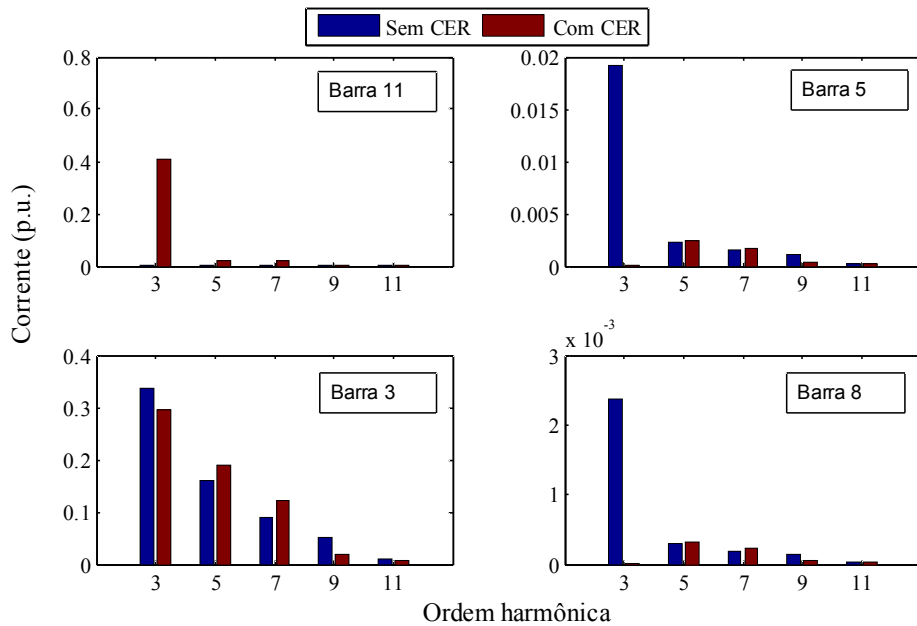 Sem CER Com CER
Corrente (p.u.)
Barra 11
0.8
0.6
0.4
0.2
0
3 5 7 9 11
Barra 5
0.02
0.015
0.01
0.005
0
3 5 7 9 11
Barra 3
0.4
0.3
0.2
0.1
0
3 5 7 9 11
x 10^-3
Barra 8
3
2
1
0
3 5 7 9 11
Ordem harmônica